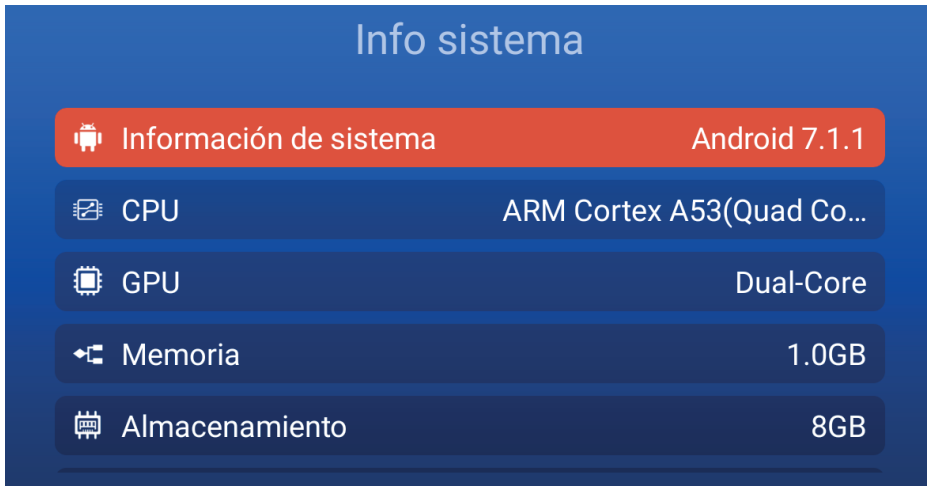 Info sistema
Información de sistema Android 7.1.1
CPU ARM Cortex A53(Quad Co...
GPU Dual-Core
Memoria 1.0GB
Almacenamiento 8GB